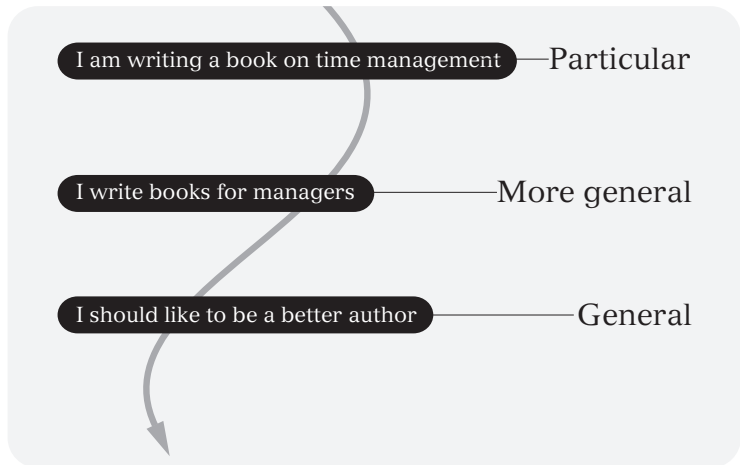 I am writing a book on time management Particular
I write books for managers More general
I should like to be a better author General